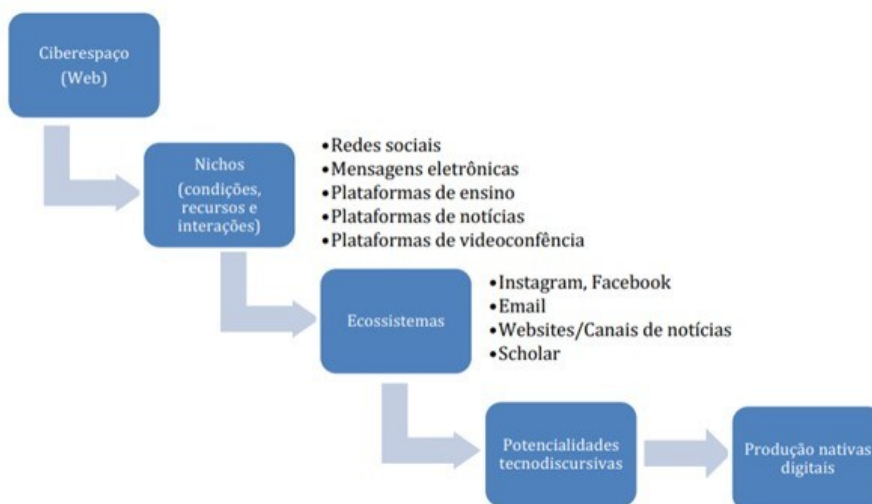 Ciberespaço
(Web)
Nichos
(condições,
recursos e
interações)
•Redes sociais
•Mensagens eletrônicas
•Plataformas de ensino
•Plataformas de notícias
•Plataformas de videoconfência
Ecossistemas
•Instagram, Facebook
•Email
•Websites/Canais de notícias
•Scholar
Potencialidades
tecnodiscursivas
Produção nativas
digitais